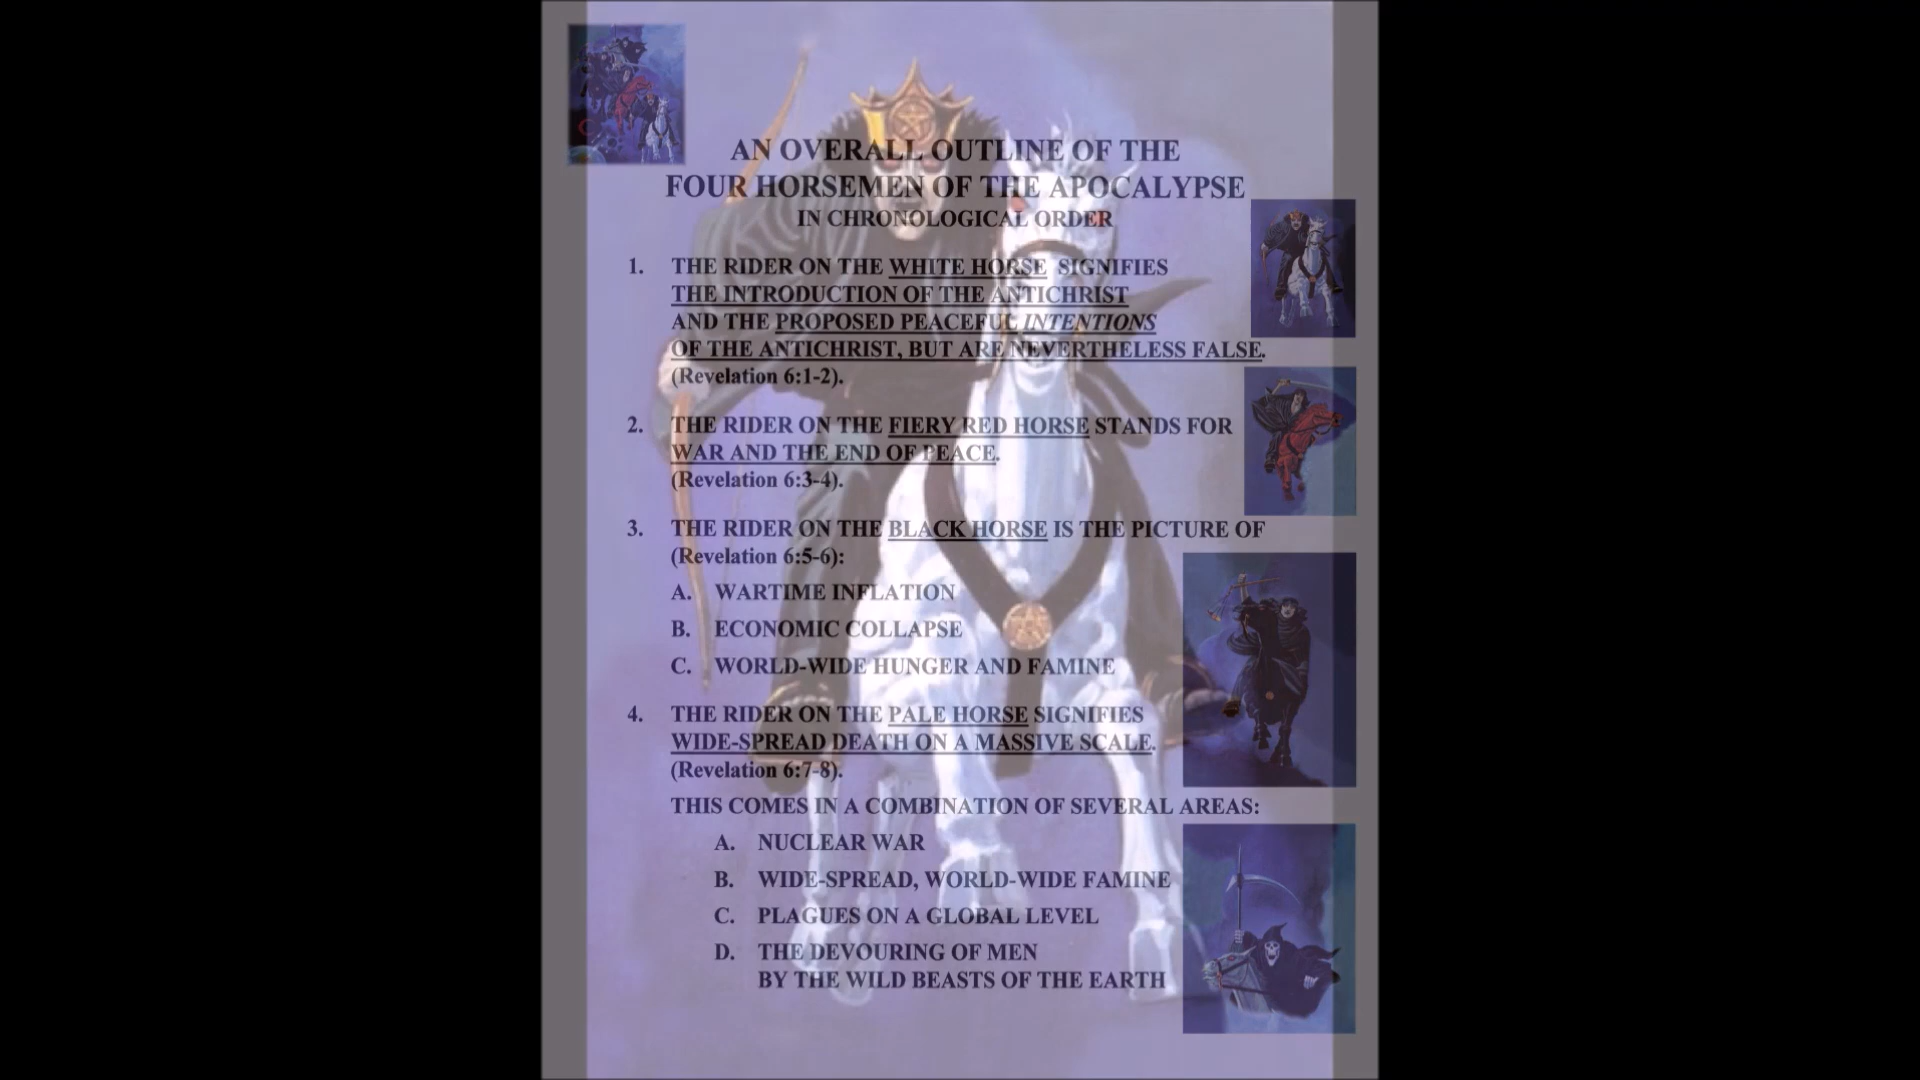 AN OVERALL OUTLINE OF THE
FOUR HORSEMEN OF THE APOCALYPSE
IN CHRONOLOGICAL ORDER
1. THE RIDER ON THE WHITE HORSE SIGNIFIES
THE INTRODUCTION OF THE ANTICHRIST
AND THE PROPOSED PEACEFUL INTENTIONS
OF THE ANTICHRIST, BUT ARE NEVERTHELESS FALSE.
(Revelation 6:1-2).
2. THE RIDER ON THE FIERY RED HORSE STANDS FOR
WAR AND THE END OF PEACE.
(Revelation 6:3-4).
3. THE RIDER ON THE BLACK HORSE IS THE PICTURE OF
(Revelation 6:5-6):
A. WARTIME INFLATION
B. ECONOMIC COLLAPSE
C. WORLD-WIDE HUNGER AND FAMINE
4. THE RIDER ON THE PALE HORSE SIGNIFIES
WIDE-SPREAD DEATH ON A MASSIVE SCALE.
(Revelation 6:7-8).
THIS COMES IN A COMBINATION OF SEVERAL AREAS:
A. NUCLEAR WAR
B. WIDE-SPREAD, WORLD-WIDE FAMINE
C. PLAGUES ON A GLOBAL LEVEL
D. THE DEVOURING OF MEN
BY THE WILD BEASTS OF THE EARTH